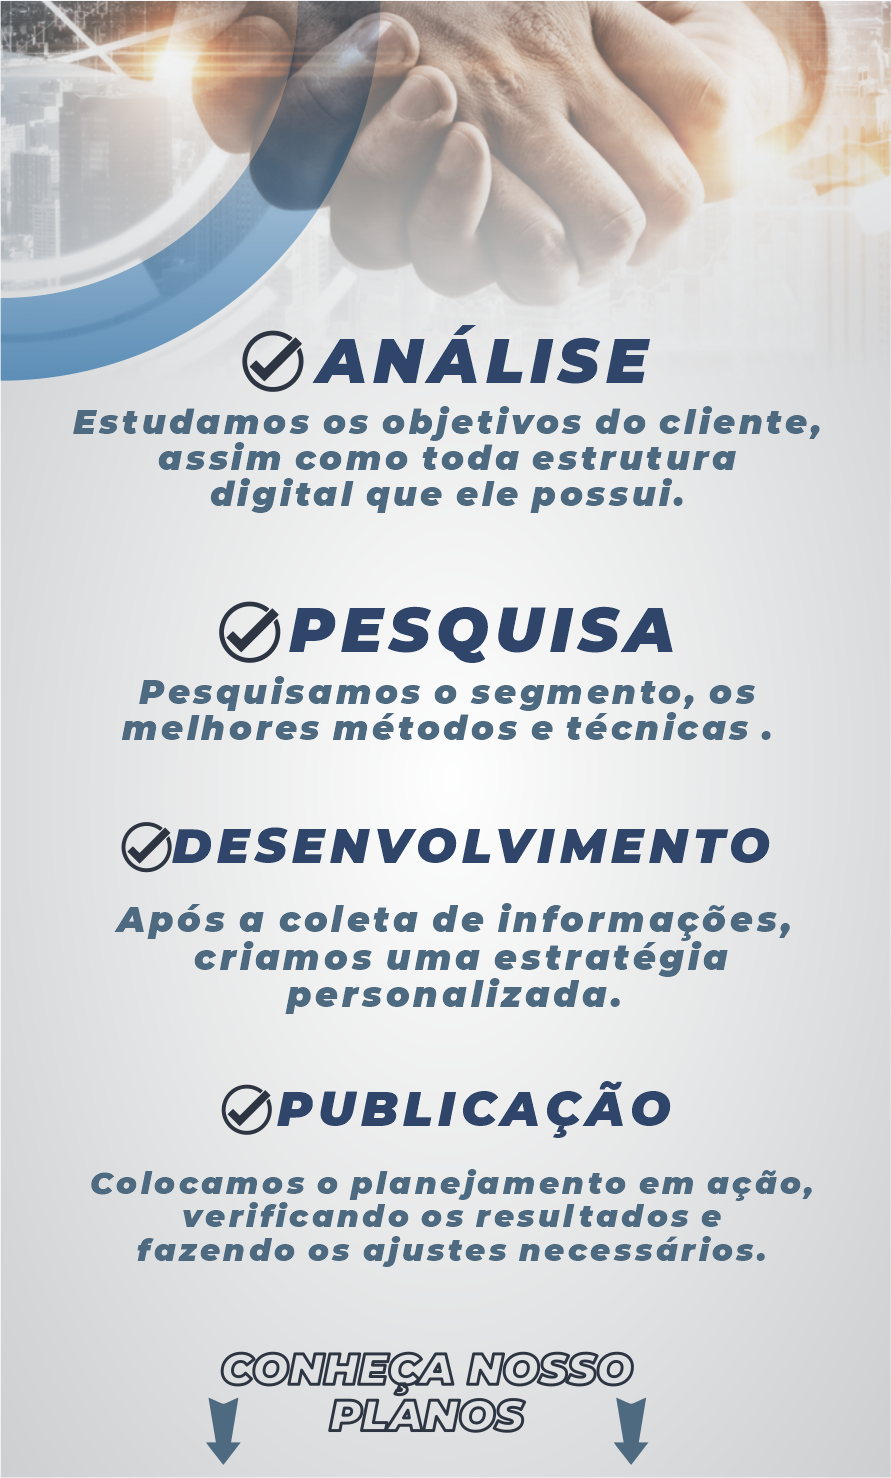 ANÁLISE
Estudamos os objetivos do cliente,
assim como toda estrutura
digital que ele possui.
PESQUISA
Pesquisamos o segmento, os
melhores métodos e técnicas .
DESENVOLVIMENTO
Após a coleta de informações,
criamos uma estratégia
personalizada.
PUBLICAÇÃO
Colocamos o planejamento em ação,
verificando os resultados e
fazendo os ajustes necessários.
CONHEÇA NOSSO
PLANOS